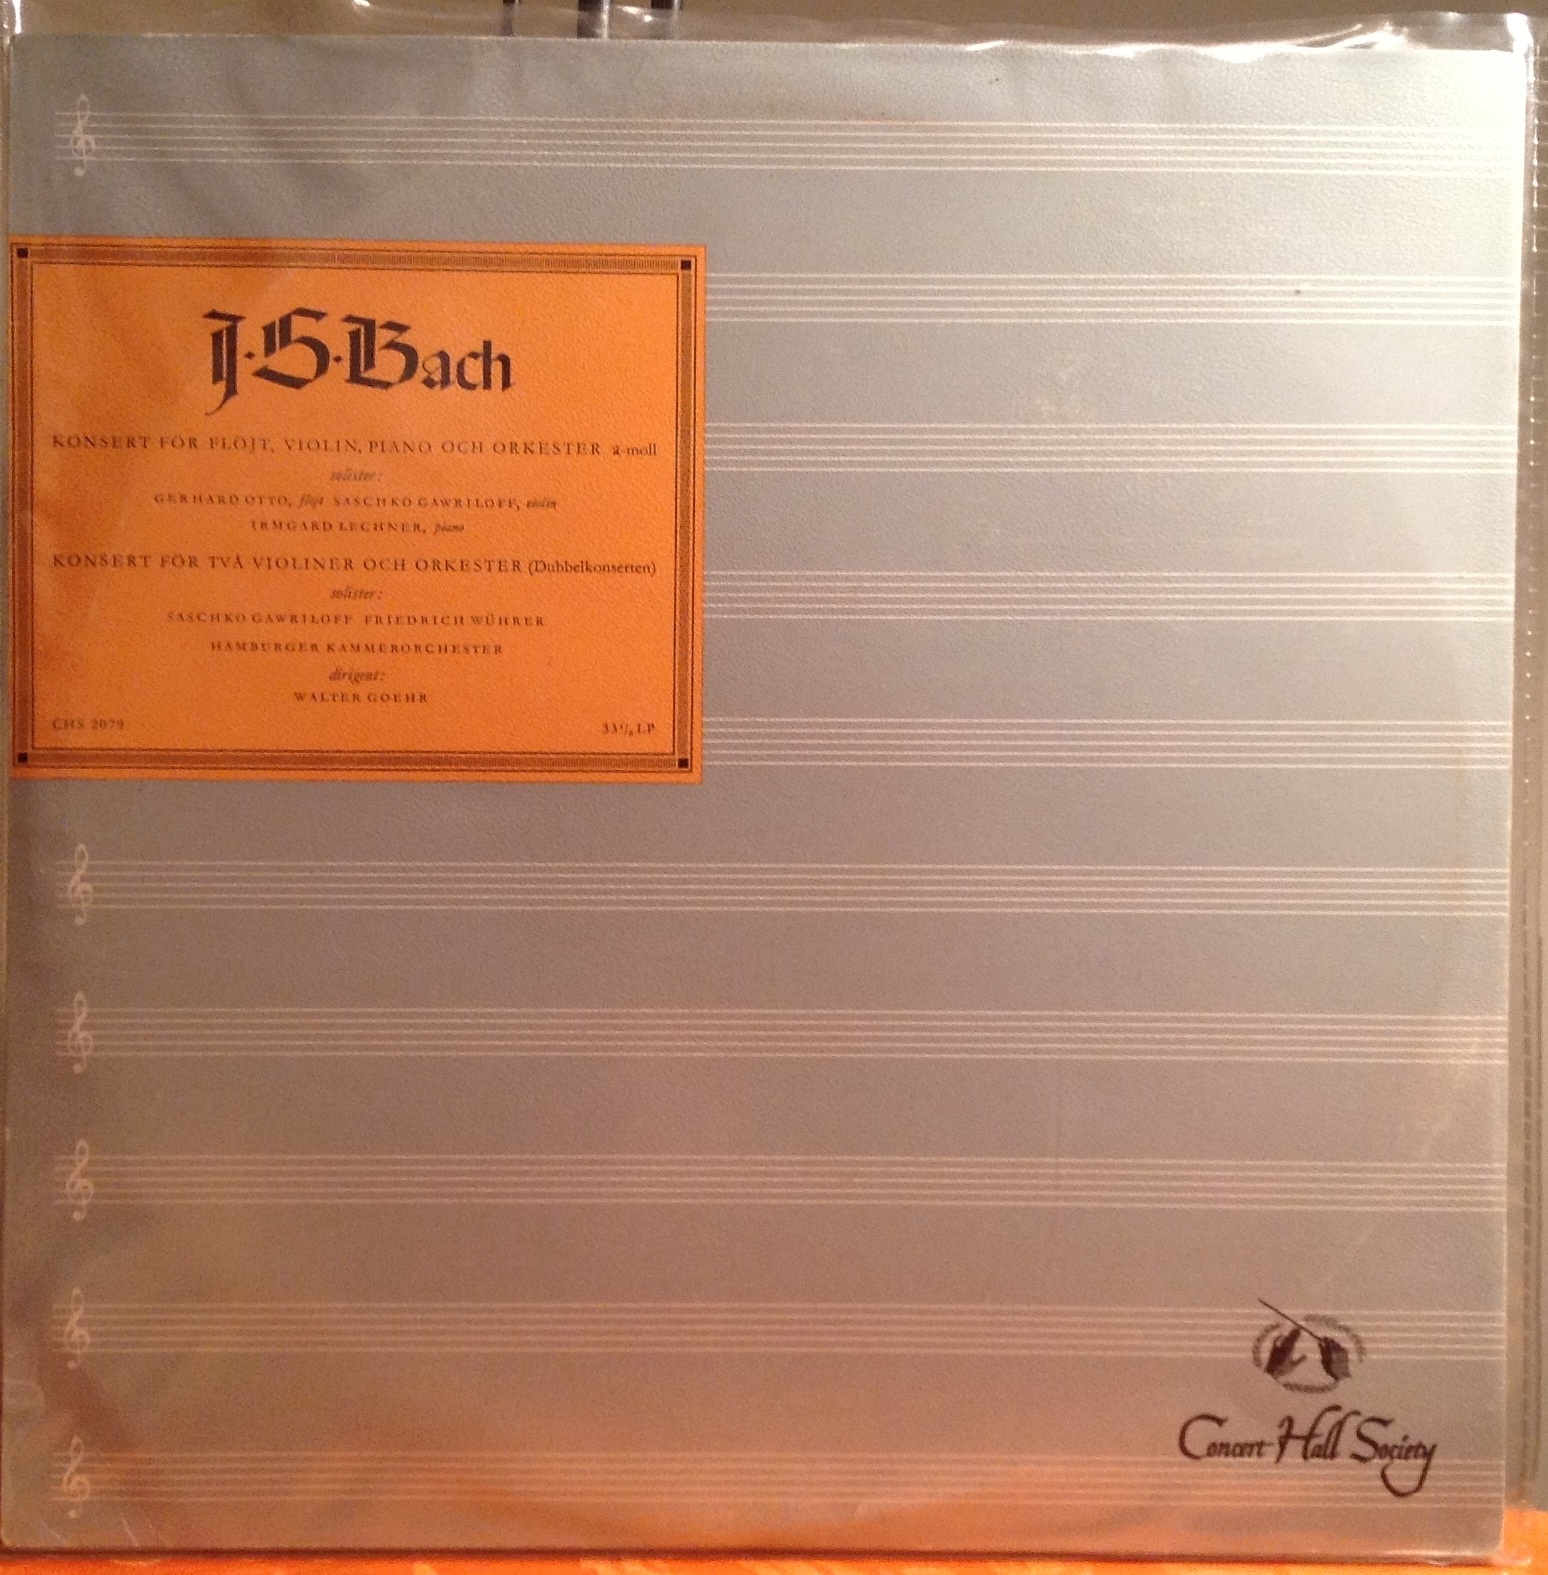 J·S·Bach
KONSERT FÖR FLÖJT, VIOLIN, PIANO OCH ORKESTER a-moll
solister:
GERHARD OTTO, flöjt SASCHKO GAWRILOFF, violin
IRMGARD LECHNER, piano
KONSERT FÖR TVÅ VIOLINER OCH ORKESTER (Dubbelkonserten)
solister:
SASCHKO GAWRILOFF FRIEDRICH WÜHRER
HAMBURGER KAMMERORCHESTER
dirigent:
WALTER GOEHR
CHS 2079 33 1/3 LP
Concert Hall Society